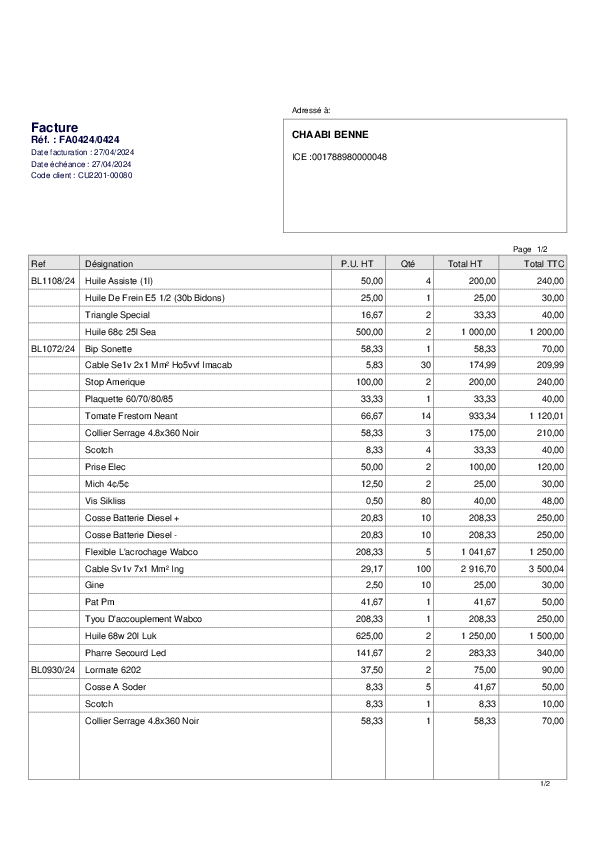 Adressé à:
Facture
Réf. : FA0424/0424
Date facturation : 27/04/2024
Date échéance : 27/04/2024
Code client : CU2201-00080
CHAABI BENNE
ICE :001788980000048
Page 1/2
Ref Désignation P.U. HT Qté Total HT Total TTC
BL1108/24 Huile Assiste (1l) 50,00 4 200,00 240,00
Huile De Frein E5 1/2 (30b Bidons) 25,00 1 25,00 30,00
Triangle Special 16,67 2 33,33 40,00
Huile 68¢ 25l Sea 500,00 2 1 000,00 1 200,00
BL1072/24 Bip Sonette 58,33 1 58,33 70,00
Cable Se1v 2x1 Mm² Ho5vvf Imacab 5,83 30 174,99 209,99
Stop Amerique 100,00 2 200,00 240,00
Plaquette 60/70/80/85 33,33 1 33,33 40,00
Tomate Frestom Neant 66,67 14 933,34 1 120,01
Collier Serrage 4.8x360 Noir 58,33 3 175,00 210,00
Scotch 8,33 4 33,33 40,00
Prise Elec 50,00 2 100,00 120,00
Mich 4¢/5¢ 12,50 2 25,00 30,00
Vis Sikliss 0,50 80 40,00 48,00
Cosse Batterie Diesel + 20,83 10 208,33 250,00
Cosse Batterie Diesel - 20,83 10 208,33 250,00
Flexible L'acrochage Wabco 208,33 5 1 041,67 1 250,00
Cable Sv1v 7x1 Mm² Ing 29,17 100 2 916,70 3 500,04
Gine 2,50 10 25,00 30,00
Pat Pm 41,67 1 41,67 50,00
Tyou D'accouplement Wabco 208,33 1 208,33 250,00
Huile 68w 20l Luk 625,00 2 1 250,00 1 500,00
Pharre Secourd Led 141,67 2 283,33 340,00
BL0930/24 Lormate 6202 37,50 2 75,00 90,00
Cosse A Soder 8,33 5 41,67 50,00
Scotch 8,33 1 8,33 10,00
Collier Serrage 4.8x360 Noir 58,33 1 58,33 70,00
1/2